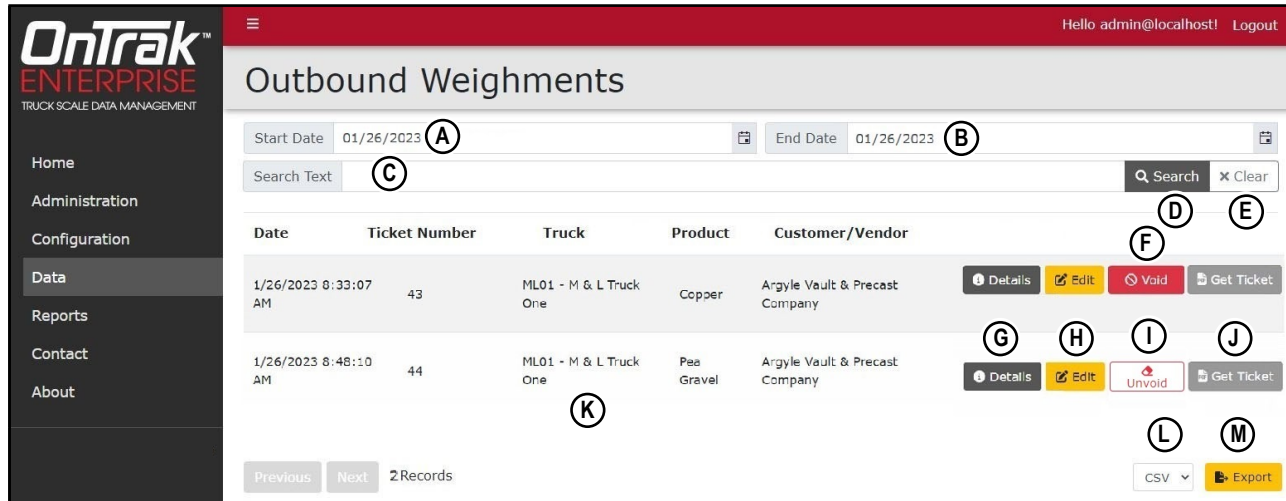 OnTrak™
ENTERPRISE
TRUCK SCALE DATA MANAGEMENT
Home
Administration
Configuration
Data
Reports
Contact
About
Hello admin@localhost! Logout
Outbound Weighments
Start Date 01/26/2023 A End Date 01/26/2023 B
Search Text C Search Clear
D E
Date Ticket Number Truck Product Customer/Vendor
F
1/26/2023 8:33:07 AM 43 ML01 - M & L Truck One Copper Argyle Vault & Precast Company Details Edit Void Get Ticket
G H I J
1/26/2023 8:48:10 AM 44 ML01 - M & L Truck One Pea Gravel Argyle Vault & Precast Company Details Edit Unvoid Get Ticket
K
L M
Previous Next 2 Records CSV Export